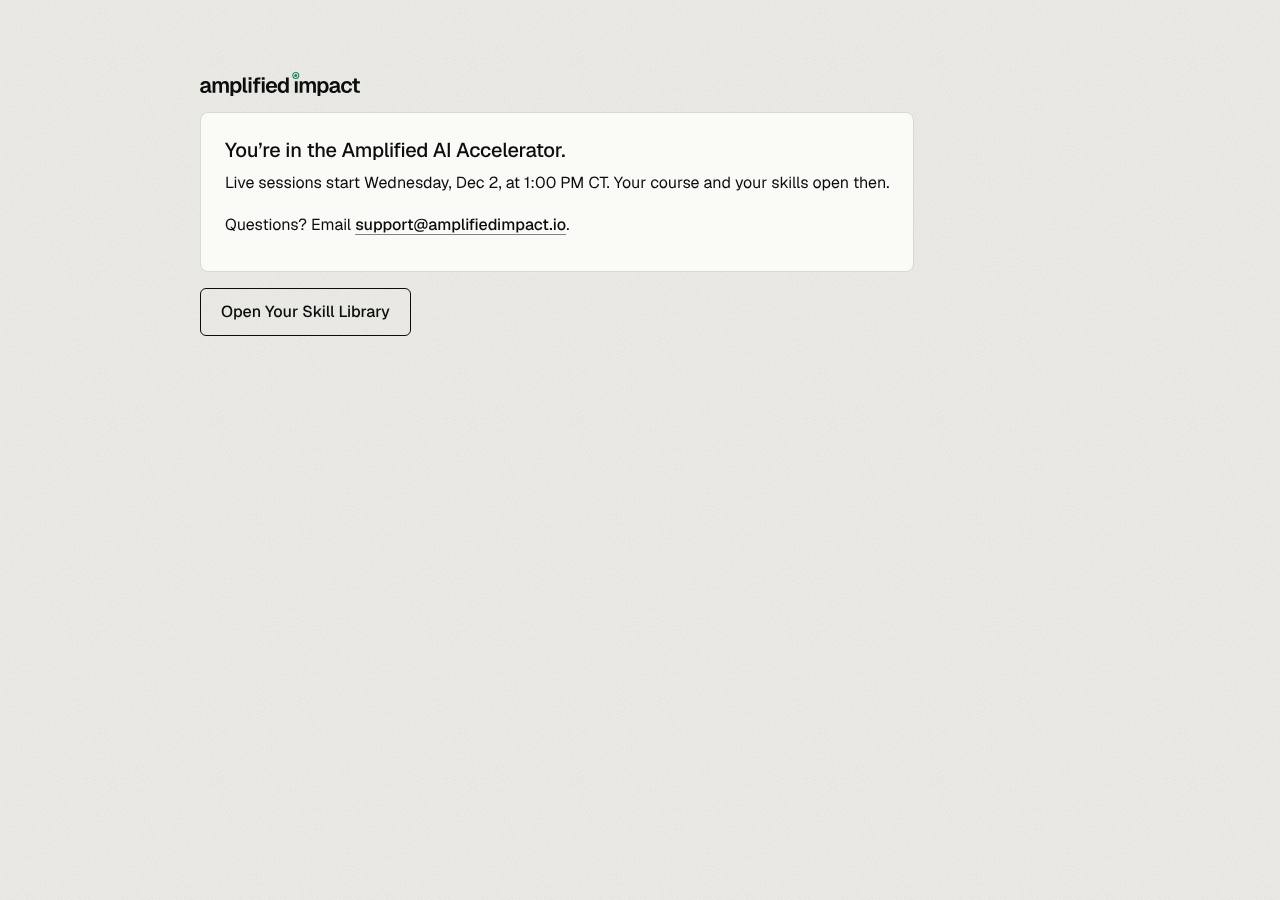 amplified impact
You’re in the Amplified AI Accelerator.
Live sessions start Wednesday, Dec 2, at 1:00 PM CT. Your course and your skills open then.
Questions? Email support@amplifiedimpact.io.
Open Your Skill Library